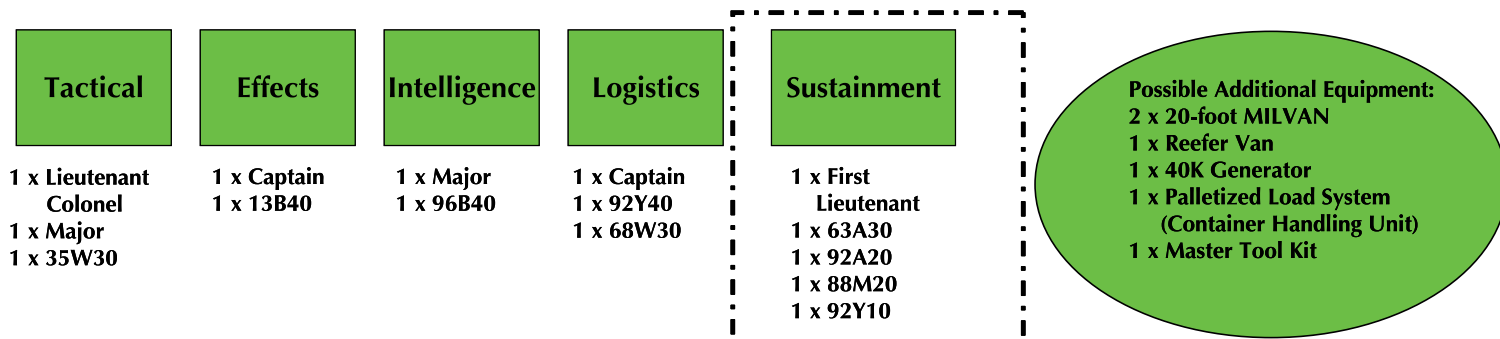 Tactical
1 x Lieutenant
Colonel
1 x Major
1 x 35W30
Effects
1 x Captain
1 x 13B40
Intelligence
1 x Major
1 x 96B40
Logistics
1 x Captain
1 x 92Y40
1 x 68W30
Sustainment
1 x First
Lieutenant
1 x 63A30
1 x 92A20
1 x 88M20
1 x 92Y10
Possible Additional Equipment:
2 x 20-foot MILVAN
1 x Reefer Van
1 x 40K Generator
1 x Palletized Load System
(Container Handling Unit)
1 x Master Tool Kit